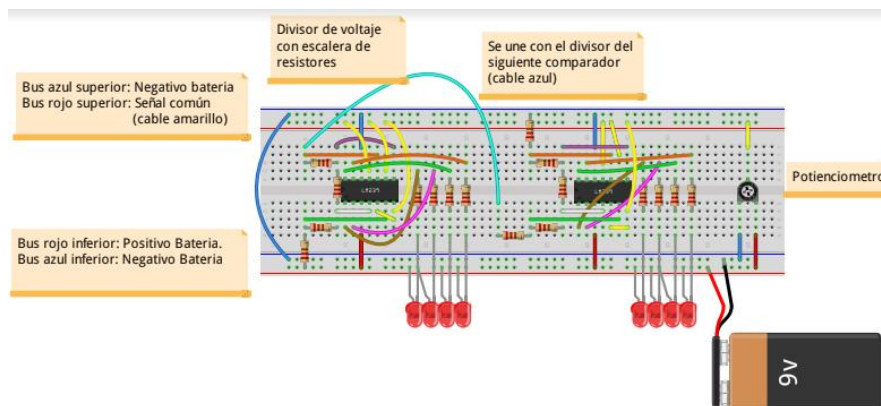 Divisor de voltaje
con escalera de
resistores
Se une con el divisor del
siguiente comparador
(cable azul)
Bus azul superior: Negativo bateria
Bus rojo superior: Señal común
(cable amarillo)
LM339
Potienciometro
Bus rojo inferior: Positivo Bateria.
Bus azul inferior: Negativo Bateria
9v